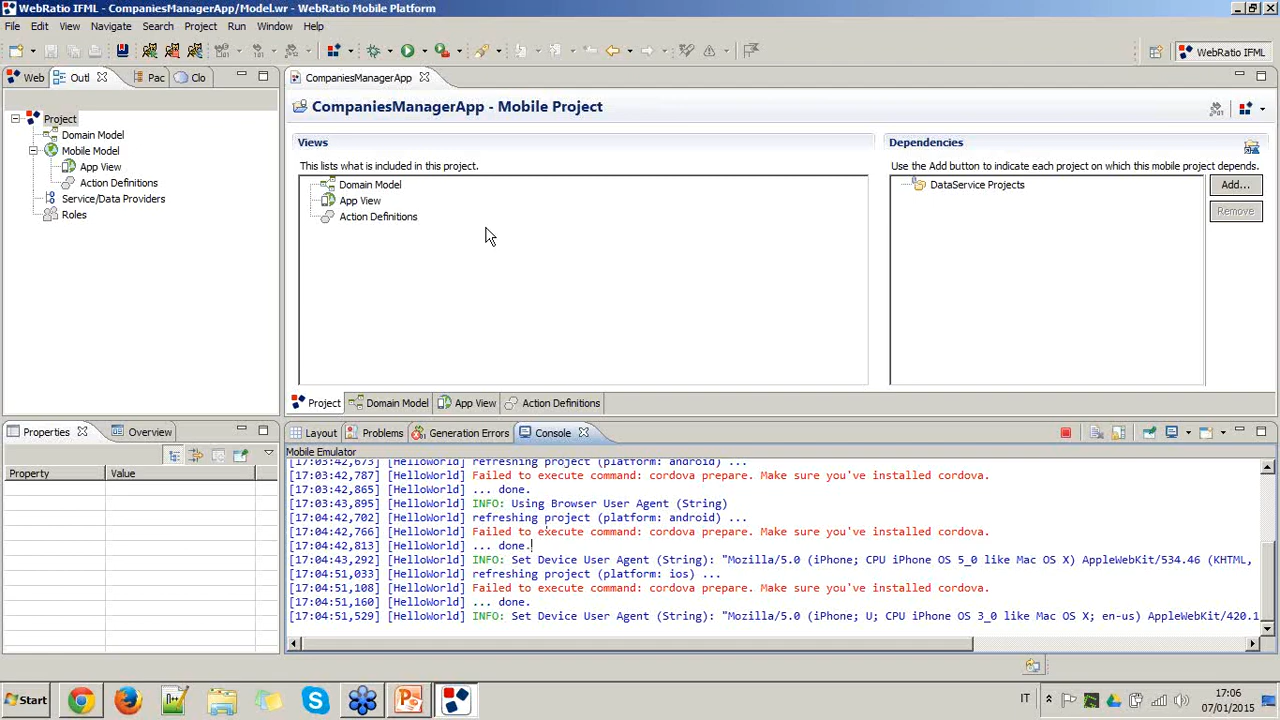 WebRatio IFML - CompaniesManagerApp/Model.wr - WebRatio Mobile Platform
File Edit View Navigate Search Project Run Window Help
WebRatio IFML
Web Outl Pac Clo
CompaniesManagerApp
CompaniesManagerApp - Mobile Project
Project
Domain Model
Mobile Model
App View
Action Definitions
Service/Data Providers
Roles
Views
This lists what is included in this project.
Domain Model
App View
Action Definitions
Dependencies
Use the Add button to indicate each project on which this mobile project depends.
DataService Projects
Add...
Remove
Project Domain Model App View Action Definitions
Properties Overview
Property Value
Layout Problems Generation Errors Console
Mobile Emulator
[17:03:42,673] [HelloWorld] refreshing project (platform: android) ...
[17:03:42,787] [HelloWorld] Failed to execute command: cordova prepare. Make sure you've installed cordova.
[17:03:42,865] [HelloWorld] ... done.
[17:03:43,895] [HelloWorld] INFO: Using Browser User Agent (String)
[17:04:42,702] [HelloWorld] refreshing project (platform: android) ...
[17:04:42,766] [HelloWorld] Failed to execute command: cordova prepare. Make sure you've installed cordova.
[17:04:42,813] [HelloWorld] ... done.
[17:04:43,292] [HelloWorld] INFO: Set Device User Agent (String): "Mozilla/5.0 (iPhone; CPU iPhone OS 5_0 like Mac OS X) AppleWebKit/534.46 (KHTML,
[17:04:51,033] [HelloWorld] refreshing project (platform: ios) ...
[17:04:51,108] [HelloWorld] Failed to execute command: cordova prepare. Make sure you've installed cordova.
[17:04:51,160] [HelloWorld] ... done.
[17:04:51,529] [HelloWorld] INFO: Set Device User Agent (String): "Mozilla/5.0 (iPhone; U; CPU iPhone OS 3_0 like Mac OS X; en-us) AppleWebKit/420.1
Start
IT
17:06
07/01/2015